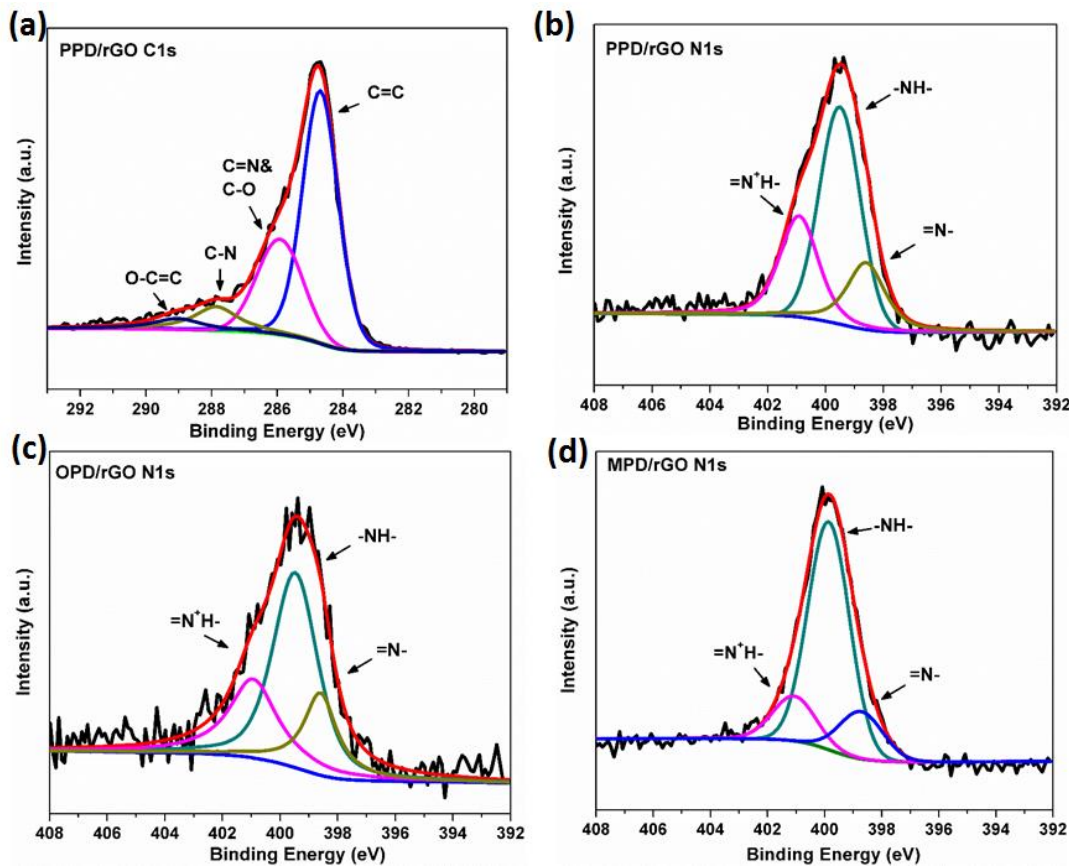 (a)
PPD/rGO C1s
C=C
C=N&
C-O
C-N
O-C=C
Intensity (a.u.)
292 290 288 286 284 282 280
Binding Energy (eV)
(b)
PPD/rGO N1s
-NH-
=N⁺H-
=N-
Intensity (a.u.)
408 406 404 402 400 398 396 394 392
Binding Energy (eV)
(c)
OPD/rGO N1s
-NH-
=N⁺H-
=N-
Intensity (a.u.)
408 406 404 402 400 398 396 394 392
Binding Energy (eV)
(d)
MPD/rGO N1s
-NH-
=N⁺H-
=N-
Intensity (a.u.)
408 406 404 402 400 398 396 394 392
Binding Energy (eV)